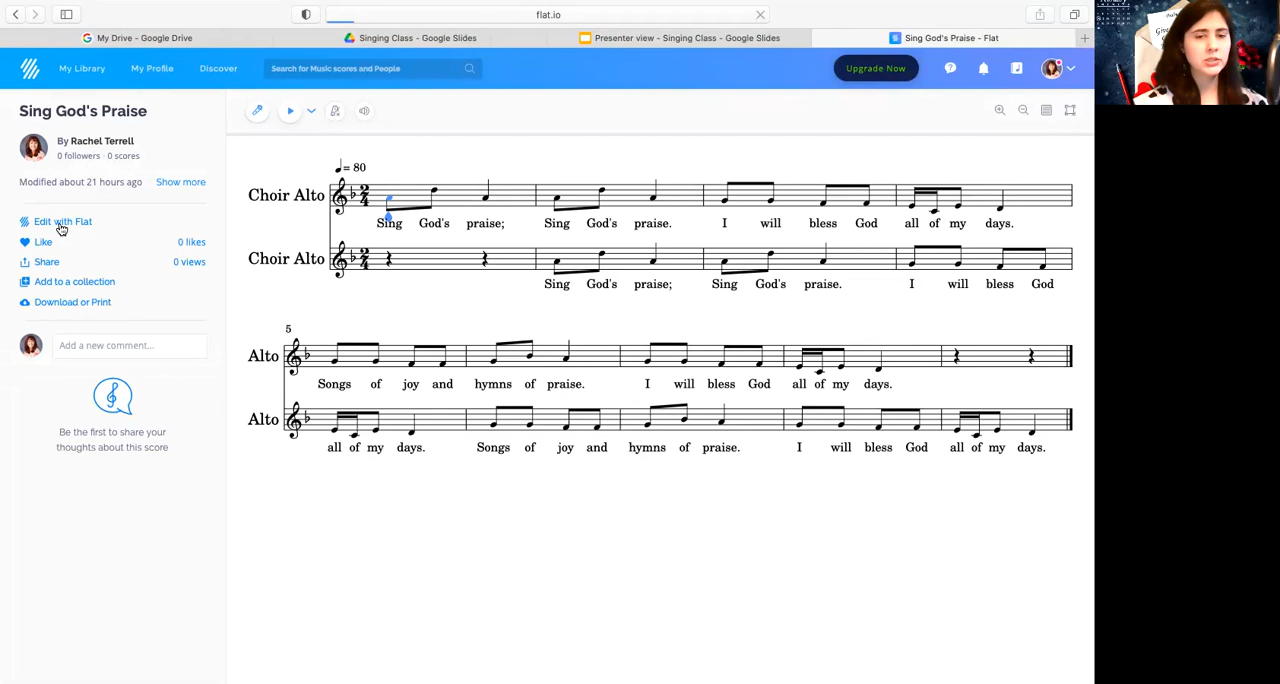 flat.io
My Drive - Google Drive
Singing Class - Google Slides
Presenter view - Singing Class - Google Slides
Sing God's Praise - Flat
My Library
My Profile
Discover
Search for Music scores and People
Upgrade Now
Sing God's Praise
By Rachel Terrell
0 followers · 0 scores
Modified about 21 hours ago
Show more
Edit with Flat
Like
0 likes
Share
0 views
Add to a collection
Download or Print
Add a new comment...
Be the first to share your
thoughts about this score
= 80
Choir Alto
2
4
Sing God's praise; Sing God's praise. I will bless God all of my days.
Choir Alto
2
4
Sing God's praise; Sing God's praise. I will bless God
5
Alto
Songs of joy and hymns of praise. I will bless God all of my days.
Alto
all of my days. Songs of joy and hymns of praise. I will bless God all of my days.